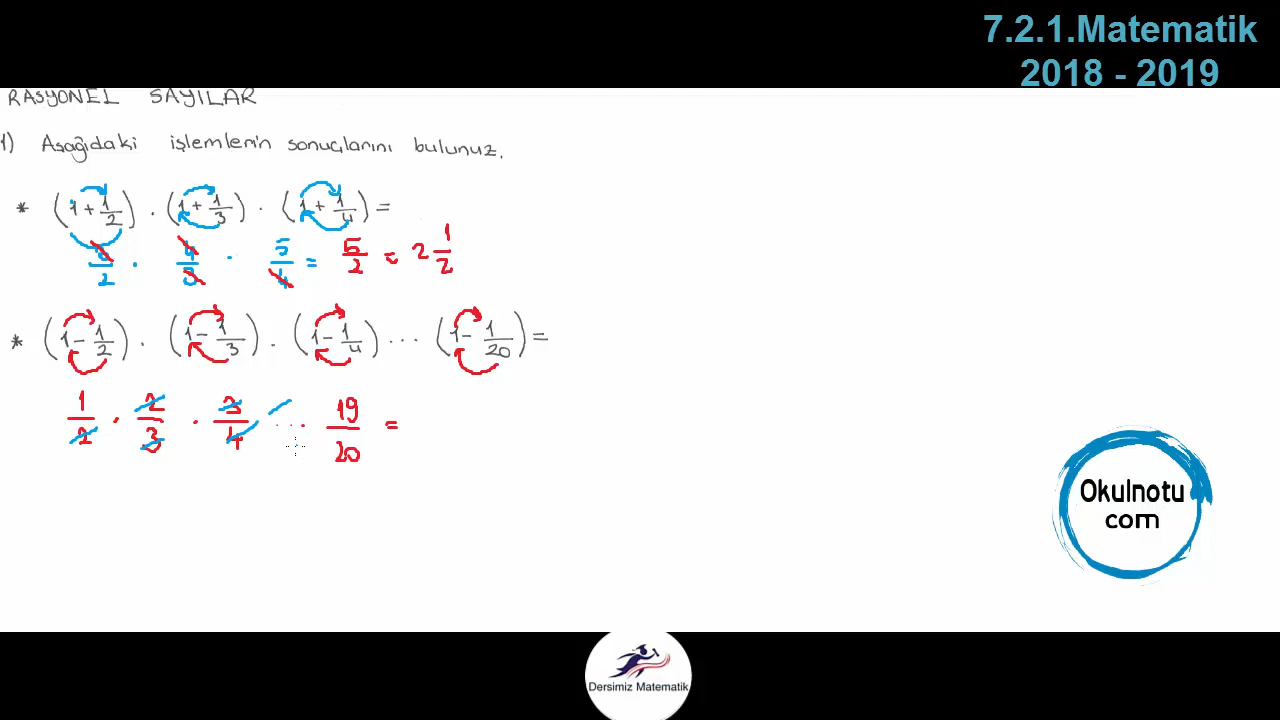 7.2.1.Matematik
2018 - 2019
RASYONEL SAYILAR
1) Aşağıdaki işlemlerin sonuçlarını bulunuz.
* (1 + 1/2) . (1 + 1/3) . (1 + 1/4) =
3/2 . 4/3 . 5/4 = 5/2 = 2 1/2
* (1 - 1/2) . (1 - 1/3) . (1 - 1/4) ... (1 - 1/20) =
1/2 . 2/3 . 3/4 ... 19/20 =
Okulnotu
com
Dersimiz Matematik